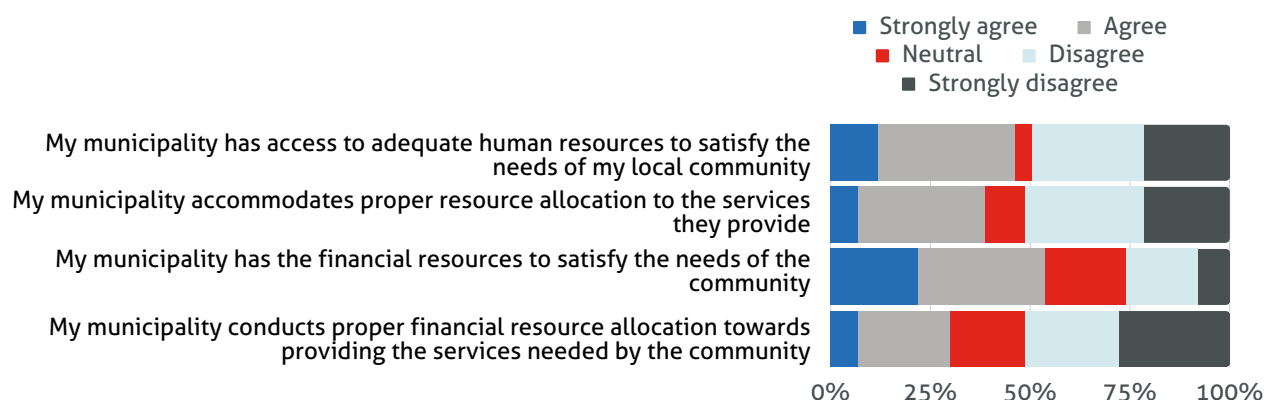 Strongly agree Agree
Neutral Disagree
Strongly disagree
My municipality has access to adequate human resources to satisfy the
needs of my local community
My municipality accommodates proper resource allocation to the services
they provide
My municipality has the financial resources to satisfy the needs of the
community
My municipality conducts proper financial resource allocation towards
providing the services needed by the community
0% 25% 50% 75% 100%